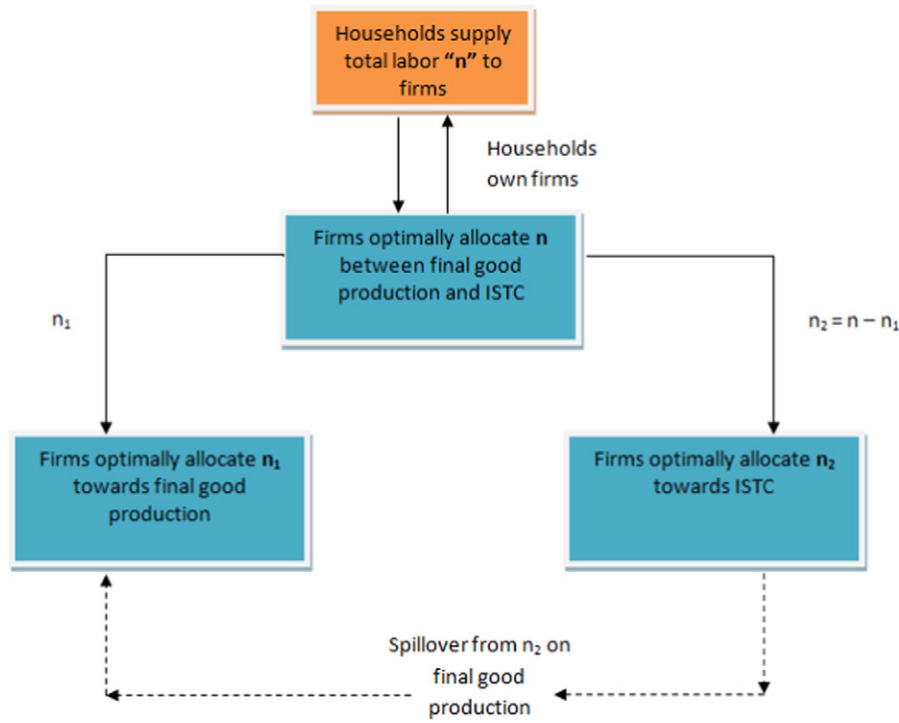 Households supply
total labor “n” to
firms
Households
own firms
Firms optimally allocate n
between final good
production and ISTC
n₁
n₂ = n – n₁
Firms optimally allocate n₁
towards final good
production
Firms optimally allocate n₂
towards ISTC
Spillover from n₂ on
final good
production